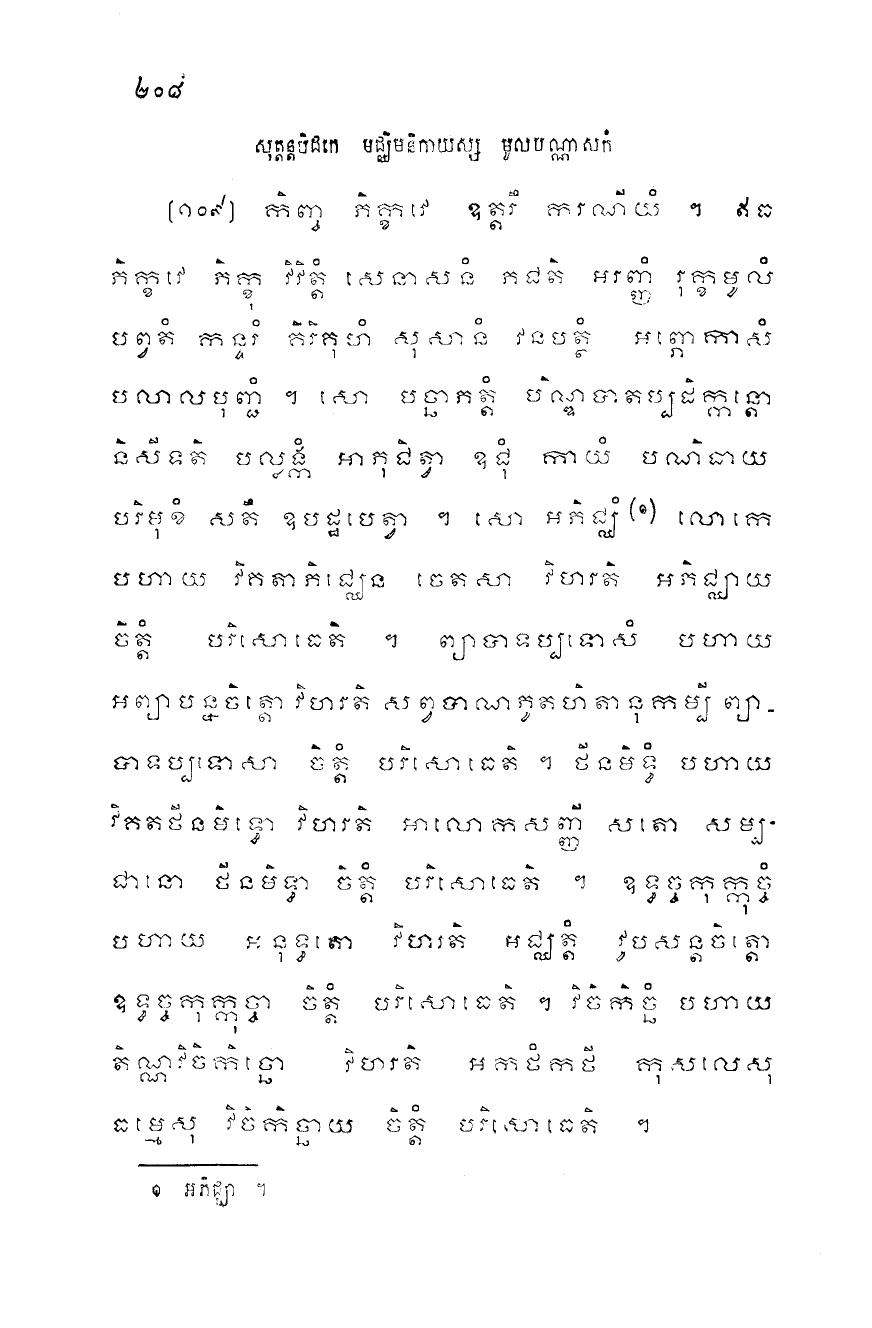 ២០៨
សុត្តន្តបិដកេ មជ្ឈិមនិកាយស្ស មូលបណ្ណាសកំ
[១០៩] កិញ្ច ភិក្ខវេ ឧត្តរឹ ករណីយំ ។ ឥធ
ភិក្ខវេ ភិក្ខុ វិវិត្តំ សេនាសនំ ភជតិ អរញ្ញំ រុក្ខមូលំ
បព្វតំ កន្ទរំ គិរិគុហំ សុសានំ វនបត្ថំ អព្ភោកាសំ
បលាលបុញ្ជំ ។ សោ បច្ឆាភត្តំ បិណ្ឌបាតប្បដិក្កន្តោ
និសីទតិ បល្លង្កំ អាភុជិត្វា ឧជុំ កាយំ បណិធាយ
បរិមុខំ សតឹ ឧបដ្ឋបេត្វា ។ សោ អភិជ្ឈំ(១) លោកេ
បហាយ វិគតាភិជ្ឈេន ចេតសា វិហរតិ អភិជ្ឈាយ
ចិត្តំ បរិសោធេតិ ។ ព្យាបាទប្បទោសំ បហាយ
អព្យាបន្នចិត្តោ វិហរតិ សព្វបាណភូតហិតានុកម្បី ព្យា-
បាទប្បទោសា ចិត្តំ បរិសោធេតិ ។ ថីនមិទ្ធំ បហាយ
វិគតថីនមិទ្ធោ វិហរតិ អាលោកសញ្ញី សតោ សម្ប-
ជានោ ថីនមិទ្ធា ចិត្តំ បរិសោធេតិ ។ ឧទ្ធច្ចកុក្កុច្ចំ
បហាយ អនុទ្ធតោ វិហរតិ អជ្ឈត្តំ វូបសន្តចិត្តោ
ឧទ្ធច្ចកុក្កុច្ចា ចិត្តំ បរិសោធេតិ ។ វិចិកិច្ឆំ បហាយ
តិណ្ណវិចិកិច្ឆោ វិហរតិ អកថំកថី កុសលេសុ
ធម្មេសុ វិចិកិច្ឆាយ ចិត្តំ បរិសោធេតិ ។
១ អភិជ្ឈា ។